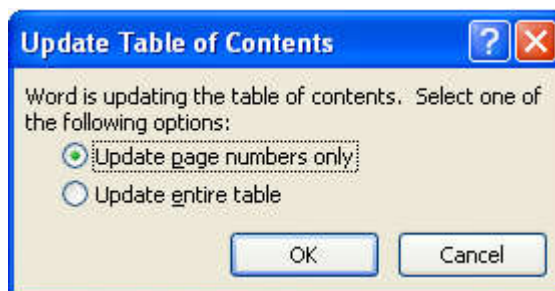 Update Table of Contents
Word is updating the table of contents.  Select one of
the following options:
Update page numbers only
Update entire table
OK
Cancel